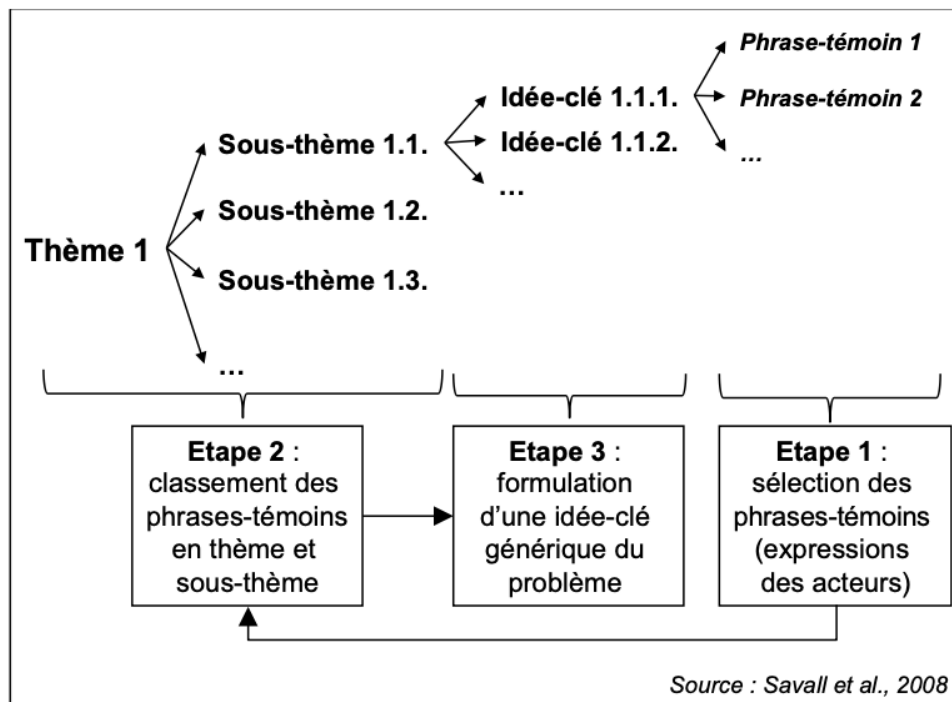 Phrase-témoin 1
Idée-clé 1.1.1.
Phrase-témoin 2
Sous-thème 1.1.
Idée-clé 1.1.2.
...
...
Sous-thème 1.2.
Thème 1
Sous-thème 1.3.
...
Etape 2 :
classement des
phrases-témoins
en thème et
sous-thème
Etape 3 :
formulation
d'une idée-clé
générique du
problème
Etape 1 :
sélection des
phrases-témoins
(expressions
des acteurs)
Source : Savall et al., 2008